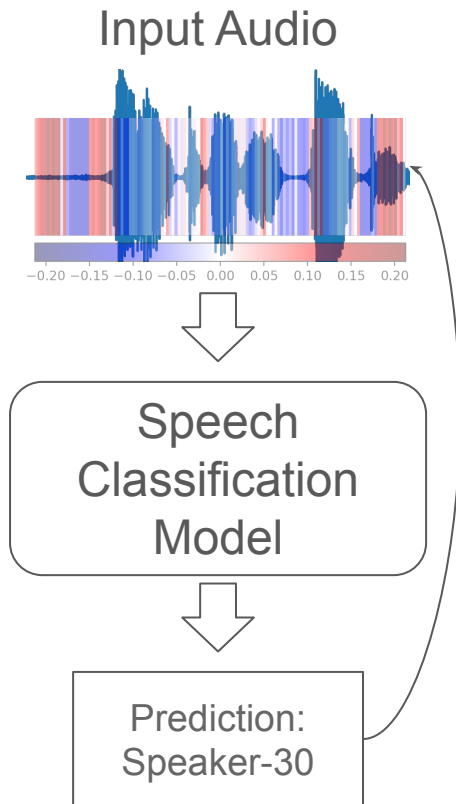 Input Audio
−0.20 −0.15 −0.10 −0.05 0.00 0.05 0.10 0.15 0.20
Speech
Classification
Model
Prediction:
Speaker-30